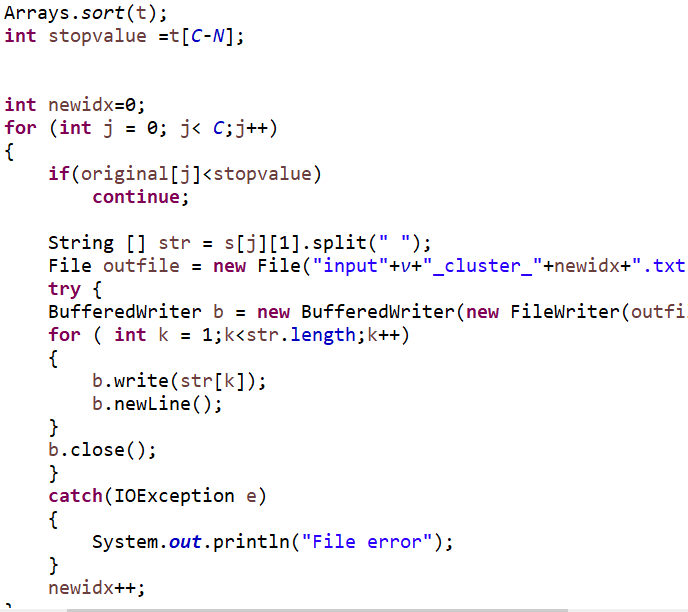 Arrays.sort(t);
int stopvalue =t[C-N];
int newidx=0;
for (int j = 0; j< C;j++)
{
if(original[j]<stopvalue)
continue;
String [] str = s[j][1].split(" ");
File outfile = new File("input"+v+"_cluster_"+newidx+".txt
try {
BufferedWriter b = new BufferedWriter(new FileWriter(outfi
for ( int k = 1;k<str.length;k++)
{
b.write(str[k]);
b.newLine();
}
b.close();
}
catch(IOException e)
{
System.out.println("File error");
}
newidx++;